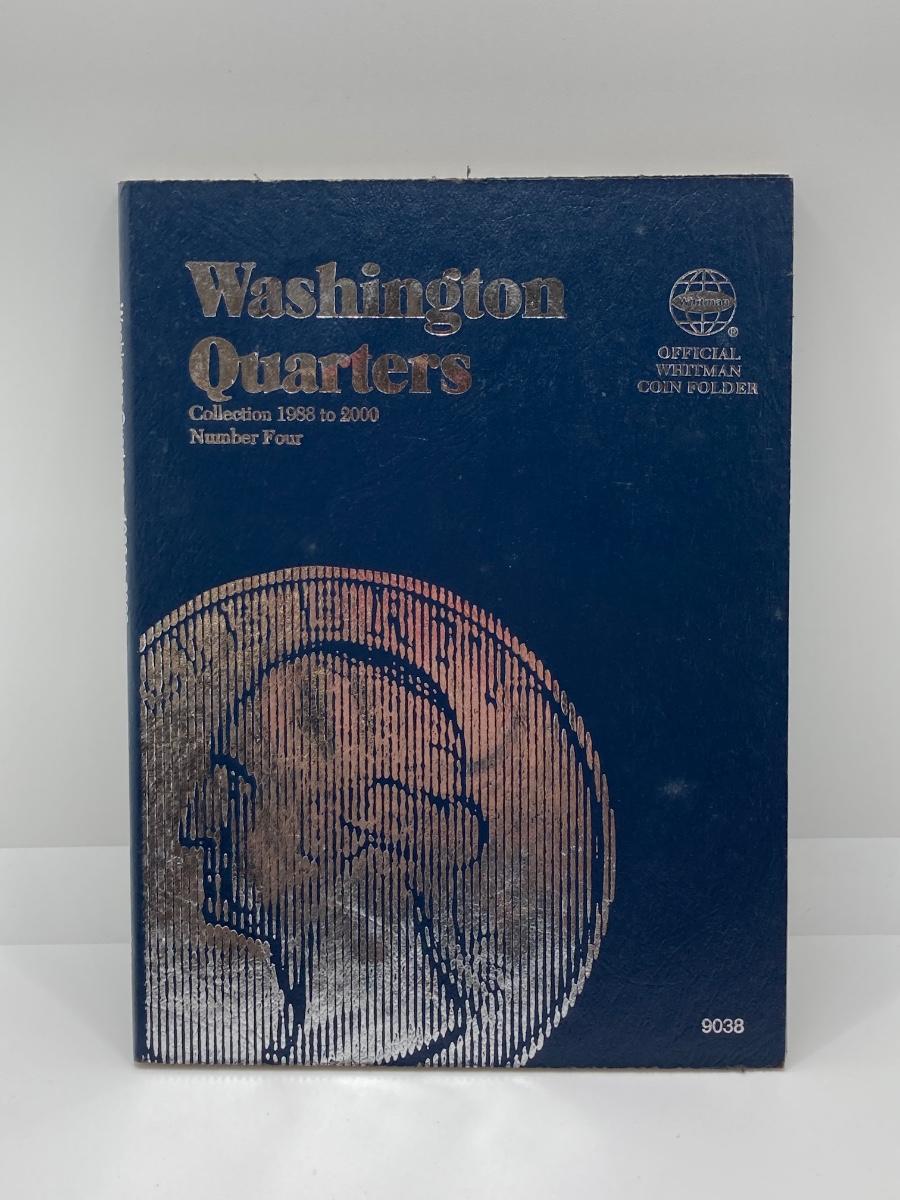 Washington
Quarters
Collection 1988 to 2000
Number Four
Whitman
®
OFFICIAL
WHITMAN
COIN FOLDER
9038